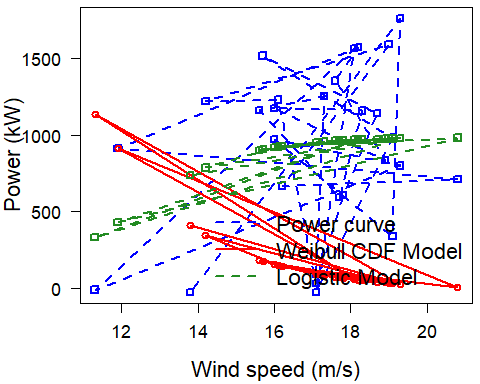 1500
1000
500
0
Power (kW)
Power curve
Weibull CDF Model
Logistic Model
12 14 16 18 20
Wind speed (m/s)